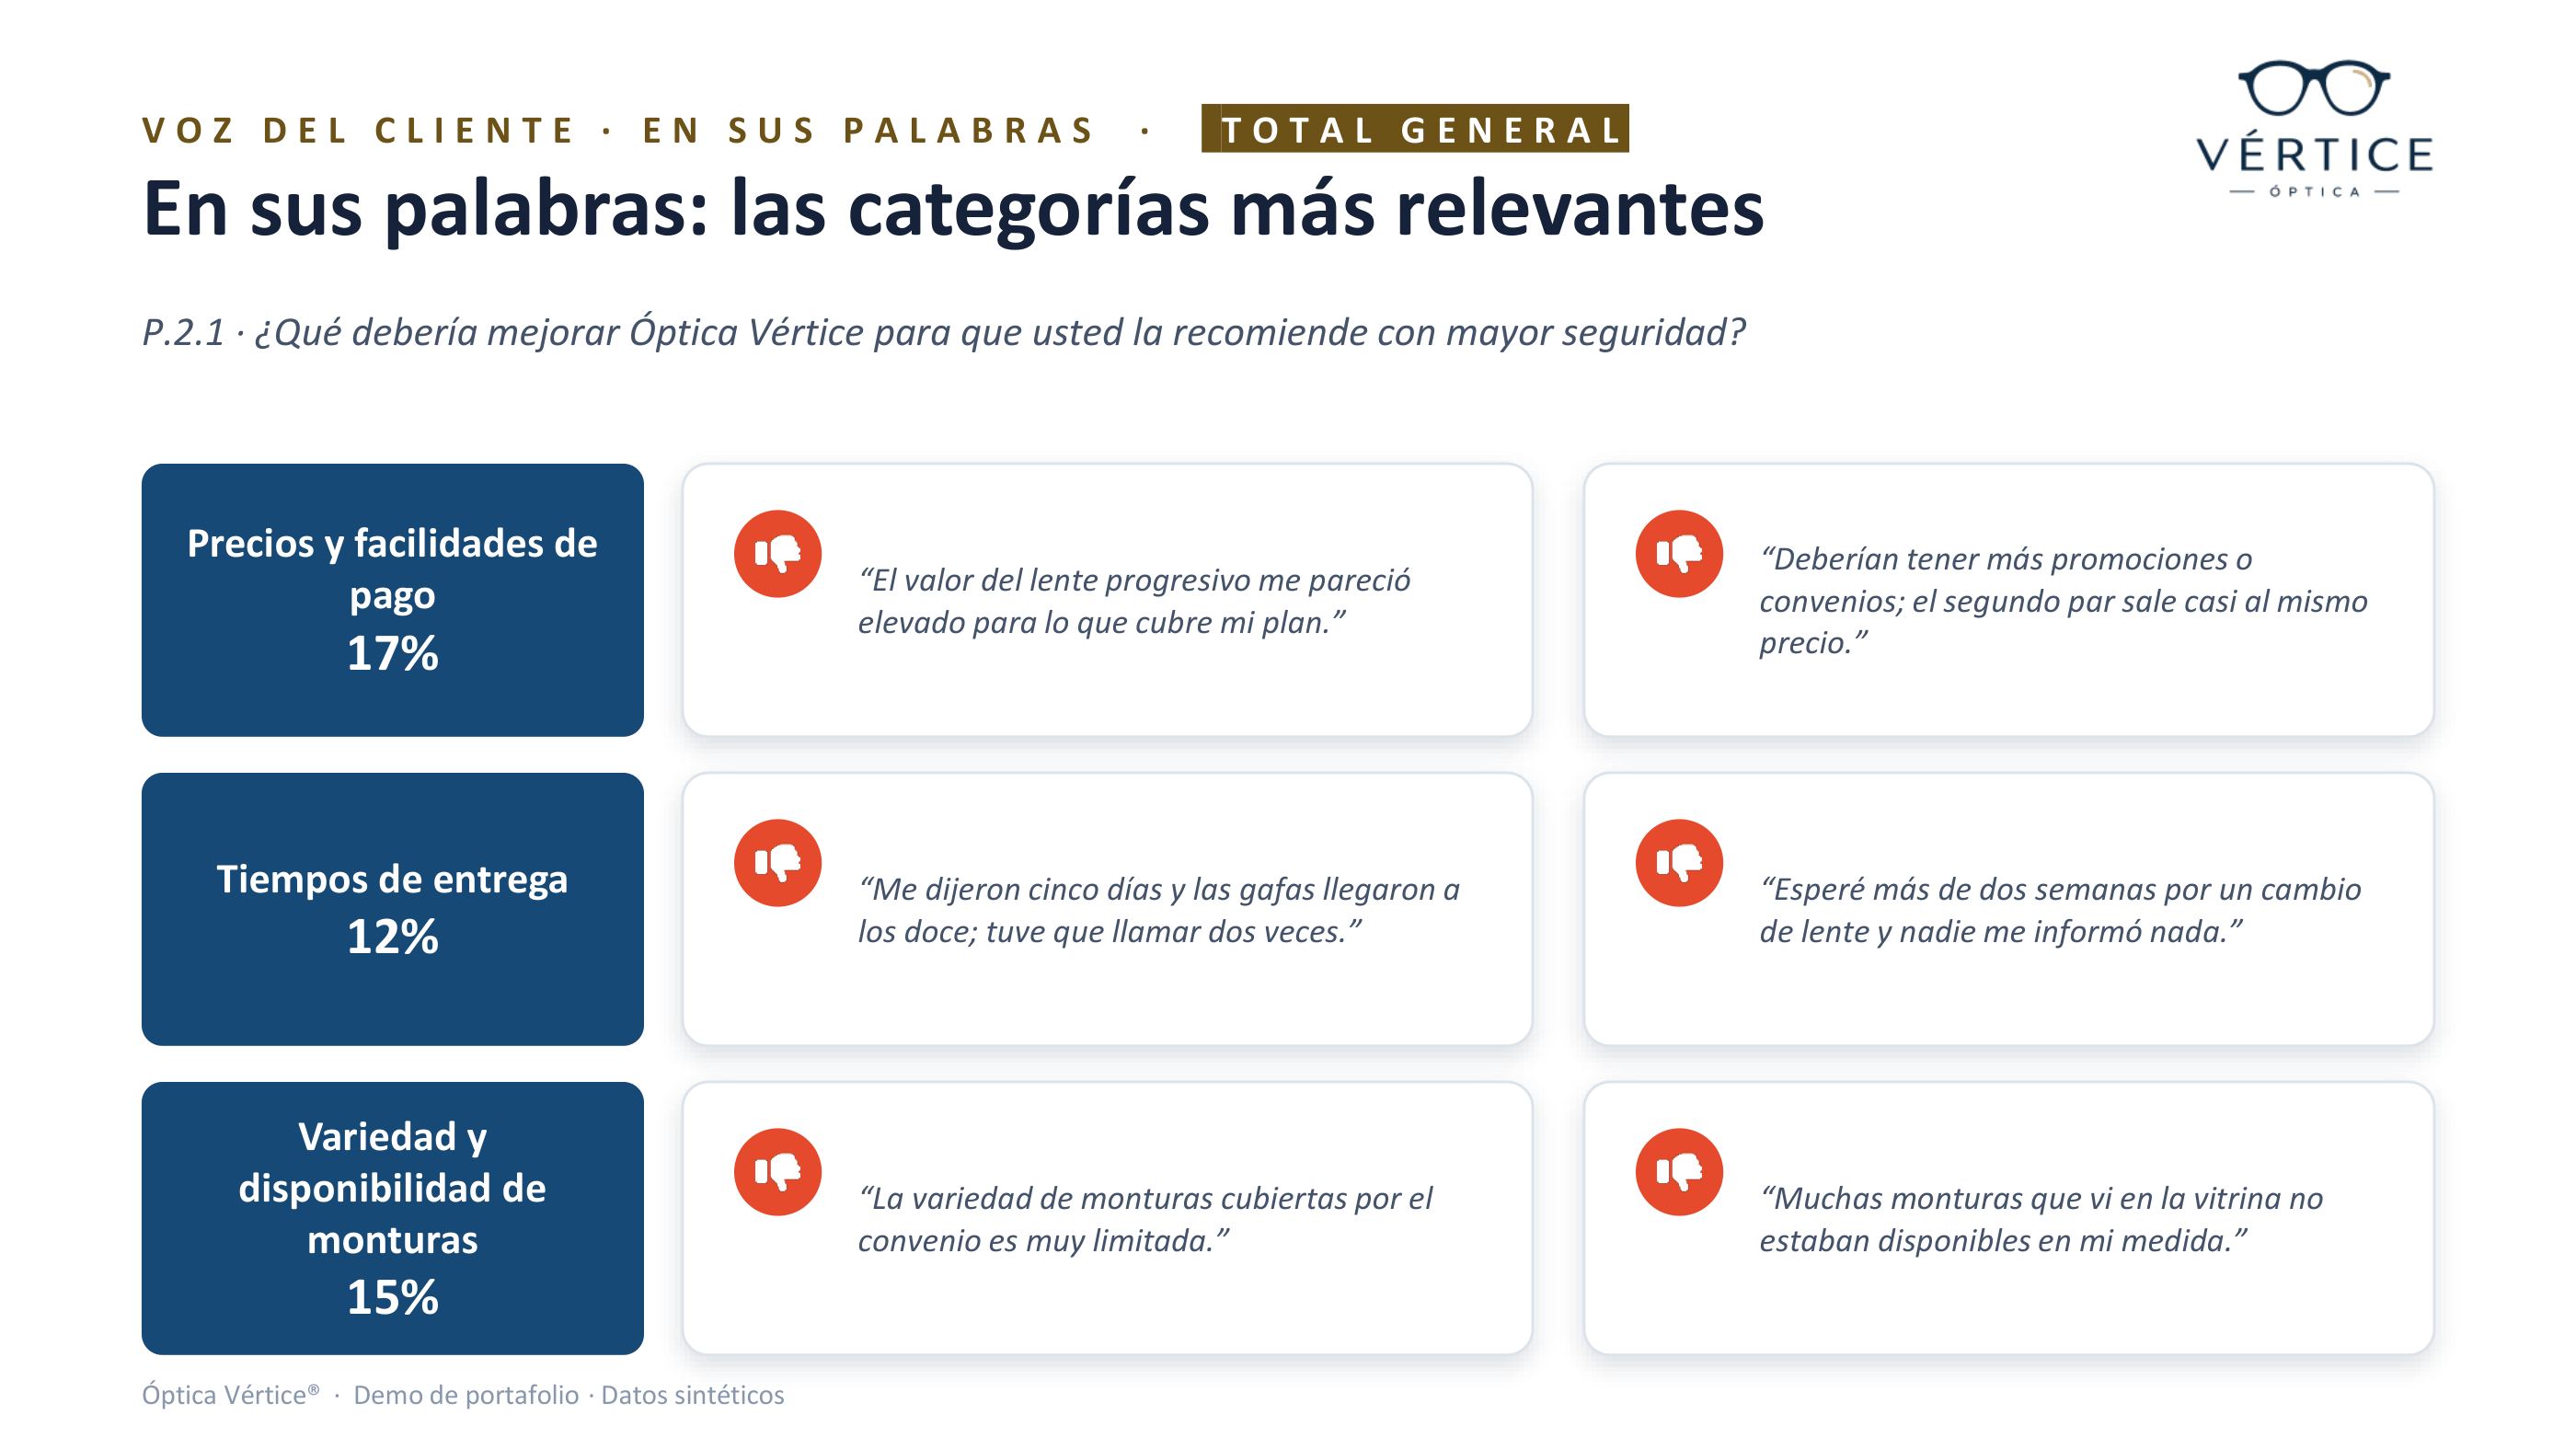 VOZ DEL CLIENTE · EN SUS PALABRAS · TOTAL GENERAL
VÉRTICE
ÓPTICA
En sus palabras: las categorías más relevantes
P.2.1 · ¿Qué debería mejorar Óptica Vértice para que usted la recomiende con mayor seguridad?
Precios y facilidades de
pago
17%
“El valor del lente progresivo me pareció
elevado para lo que cubre mi plan.”
“Deberían tener más promociones o
convenios; el segundo par sale casi al mismo
precio.”
Tiempos de entrega
12%
“Me dijeron cinco días y las gafas llegaron a
los doce; tuve que llamar dos veces.”
“Esperé más de dos semanas por un cambio
de lente y nadie me informó nada.”
Variedad y
disponibilidad de
monturas
15%
“La variedad de monturas cubiertas por el
convenio es muy limitada.”
“Muchas monturas que vi en la vitrina no
estaban disponibles en mi medida.”
Óptica Vértice® · Demo de portafolio · Datos sintéticos